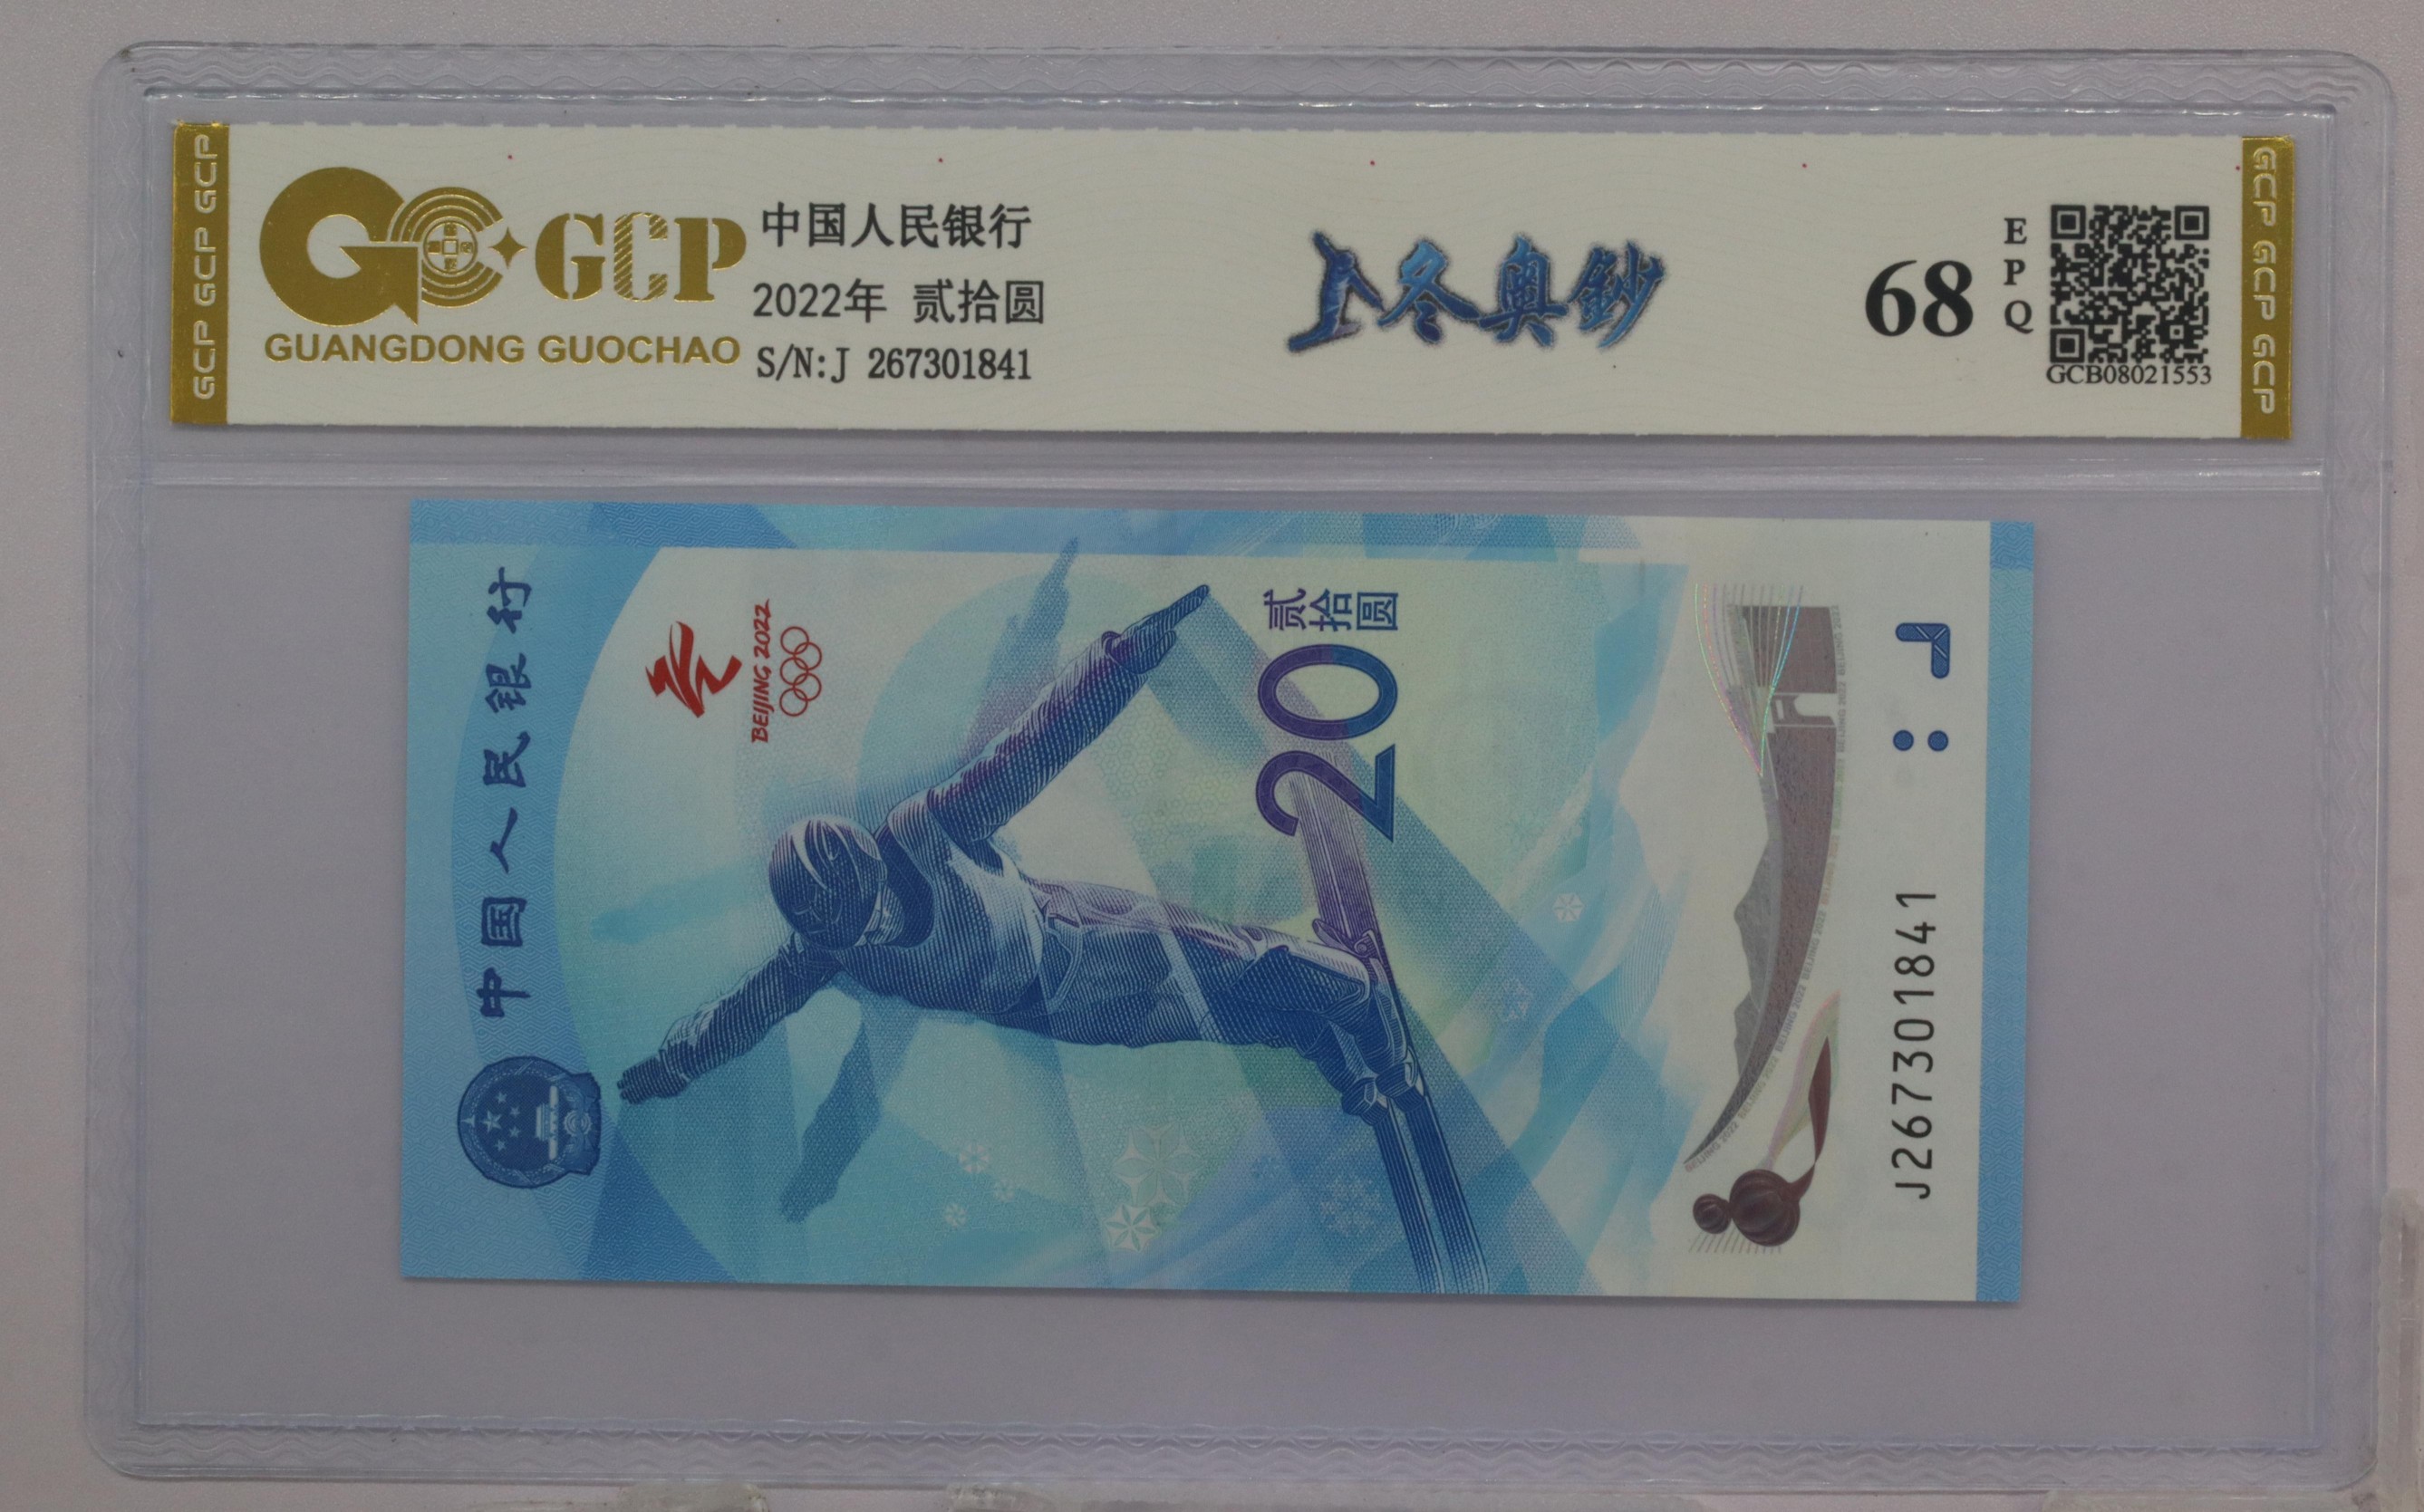 GCP GCP GCP
GCP
GUANGDONG GUOCHAO
中国人民银行
2022年 贰拾圆
S/N:J 267301841
冬奥鈔
68
EPQ
GCB08021553
GCP GCP GCP
中国人民银行
BEIJING 2022
贰拾圆
20
J267301841